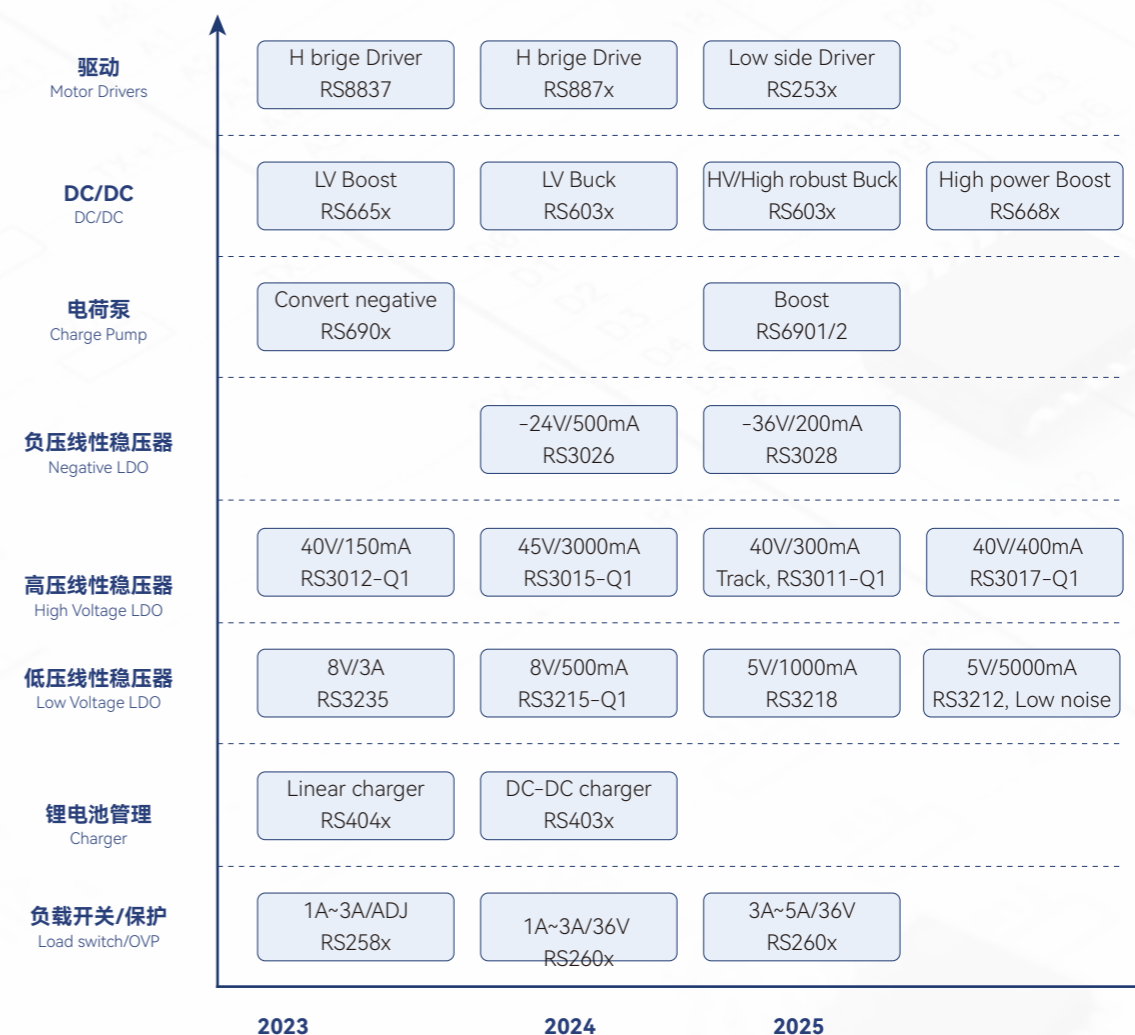 驱动
Motor Drivers
H brige Driver
RS8837
H brige Drive
RS887x
Low side Driver
RS253x
DC/DC
DC/DC
LV Boost
RS665x
LV Buck
RS603x
HV/High robust Buck
RS603x
High power Boost
RS668x
电荷泵
Charge Pump
Convert negative
RS690x
Boost
RS6901/2
负压线性稳压器
Negative LDO
-24V/500mA
RS3026
-36V/200mA
RS3028
高压线性稳压器
High Voltage LDO
40V/150mA
RS3012-Q1
45V/3000mA
RS3015-Q1
40V/300mA
Track, RS3011-Q1
40V/400mA
RS3017-Q1
低压线性稳压器
Low Voltage LDO
8V/3A
RS3235
8V/500mA
RS3215-Q1
5V/1000mA
RS3218
5V/5000mA
RS3212, Low noise
锂电池管理
Charger
Linear charger
RS404x
DC-DC charger
RS403x
负载开关/保护
Load switch/OVP
1A~3A/ADJ
RS258x
1A~3A/36V
RS260x
3A~5A/36V
RS260x
2023
2024
2025